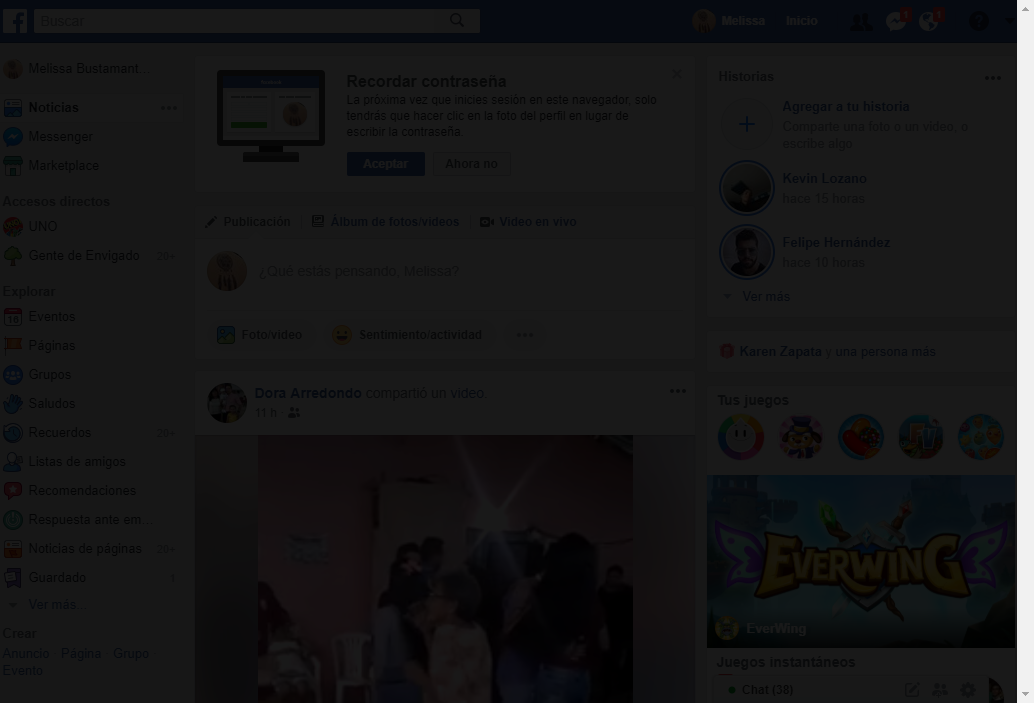 Buscar
Melissa
Inicio
Melissa Bustamant...
Noticias
Messenger
Marketplace
Accesos directos
UNO
Gente de Envigado 20+
Explorar
Eventos
Páginas
Grupos
Saludos
Recuerdos 20+
Listas de amigos
Recomendaciones
Respuesta ante em...
Noticias de páginas 20+
Guardado 1
Ver más...
Crear
Anuncio Página Grupo
Evento
Recordar contraseña
La próxima vez que inicies sesión en este navegador, solo
tendrás que hacer clic en la foto del perfil en lugar de
escribir la contraseña.
Aceptar Ahora no
Publicación Álbum de fotos/videos Video en vivo
¿Qué estás pensando, Melissa?
Foto/video Sentimiento/actividad
Dora Arredondo compartió un video.
11 h
Historias
Agregar a tu historia
Comparte una foto o un video, o
escribe algo
Kevin Lozano
hace 15 horas
Felipe Hernández
Ver más
Karen Zapata y una persona más
Tus juegos
EVERWING
EverWing
Juegos instantáneos
Chat (38)